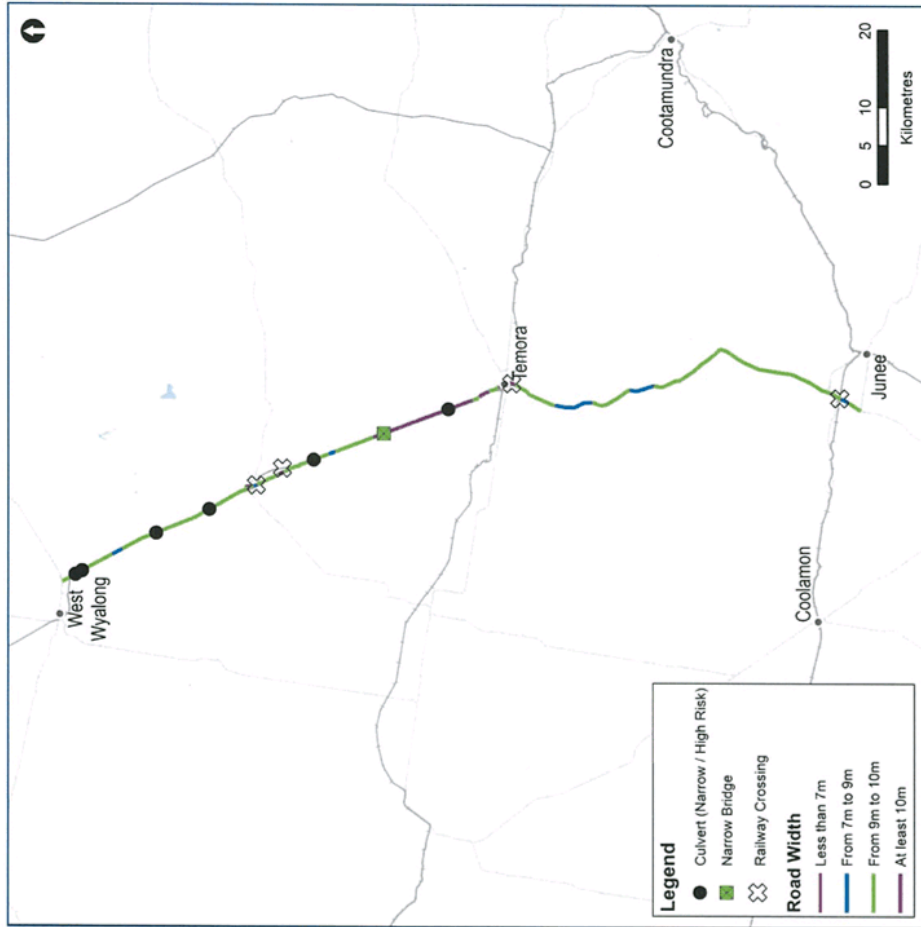 West
Wyalong
Temora
Cootamundra
Coolamon
Junee
Legend
Culvert (Narrow / High Risk)
Narrow Bridge
Railway Crossing
Road Width
Less than 7m
From 7m to 9m
From 9m to 10m
At least 10m
0 5 10 20
Kilometres